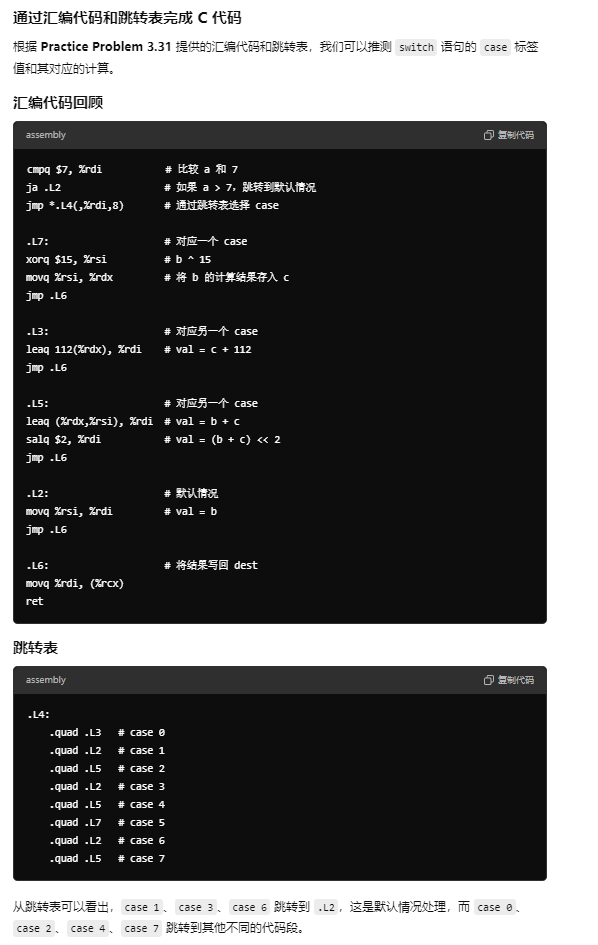 通过汇编代码和跳转表完成 C 代码
根据 Practice Problem 3.31 提供的汇编代码和跳转表，我们可以推测 switch 语句的 case 标签
值和其对应的计算。
汇编代码回顾
assembly 复制代码
cmpq $7, %rdi # 比较 a 和 7
ja .L2 # 如果 a > 7，跳转到默认情况
jmp *.L4(,%rdi,8) # 通过跳转表选择 case
.L7: # 对应一个 case
xorq $15, %rsi # b ^ 15
movq %rsi, %rdx # 将 b 的计算结果存入 c
jmp .L6
.L3: # 对应另一个 case
leaq 112(%rdx), %rdi # val = c + 112
jmp .L6
.L5: # 对应另一个 case
leaq (%rdx,%rsi), %rdi # val = b + c
salq $2, %rdi # val = (b + c) << 2
jmp .L6
.L2: # 默认情况
movq %rsi, %rdi # val = b
jmp .L6
.L6: # 将结果写回 dest
movq %rdi, (%rcx)
ret
跳转表
assembly 复制代码
.L4:
.quad .L3 # case 0
.quad .L2 # case 1
.quad .L5 # case 2
.quad .L2 # case 3
.quad .L5 # case 4
.quad .L7 # case 5
.quad .L2 # case 6
.quad .L5 # case 7
从跳转表可以看出，case 1、case 3、case 6 跳转到 .L2，这是默认情况处理，而 case 0、
case 2、case 4、case 7 跳转到其他不同的代码段。